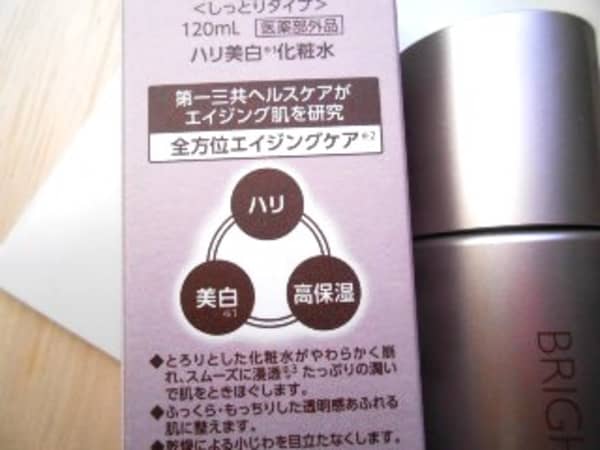 <しっとりタイプ>
120mL 医薬部外品
ハリ美白※1化粧水
第一三共ヘルスケアが
エイジング肌を研究
全方位エイジングケア※2
ハリ
美白
※1
高保湿
◆とろりとした化粧水がやわらかく崩
れ、スムーズに浸透※3 たっぷりの潤い
で肌をときほぐします。
◆ふっくら・もっちりした透明感あふれる
肌に整えます。
◆乾燥による小じわを目立たなくします。
BRIGH